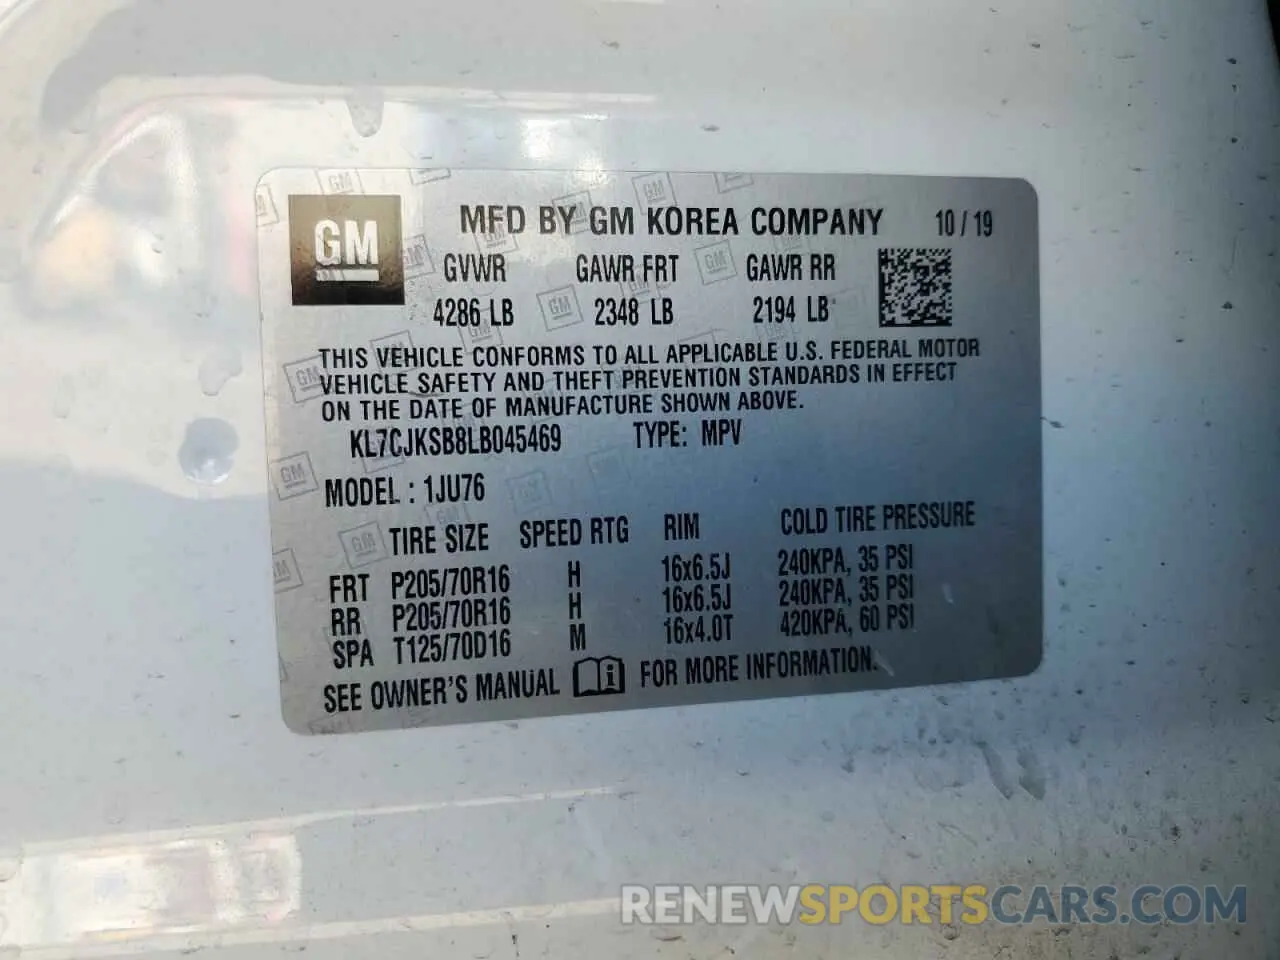 GM
MFD BY GM KOREA COMPANY 10 / 19
GVWR GAWR FRT GAWR RR
4286 LB 2348 LB 2194 LB
THIS VEHICLE CONFORMS TO ALL APPLICABLE U.S. FEDERAL MOTOR
VEHICLE SAFETY AND THEFT PREVENTION STANDARDS IN EFFECT
ON THE DATE OF MANUFACTURE SHOWN ABOVE.
KL7CJKSB8LB045469 TYPE: MPV
MODEL : 1JU76
TIRE SIZE SPEED RTG RIM COLD TIRE PRESSURE
FRT P205/70R16 H 16x6.5J 240KPA, 35 PSI
RR P205/70R16 H 16x6.5J 240KPA, 35 PSI
SPA T125/70D16 M 16x4.0T 420KPA, 60 PSI
SEE OWNER'S MANUAL FOR MORE INFORMATION.
RENEWSPORTSCARS.COM